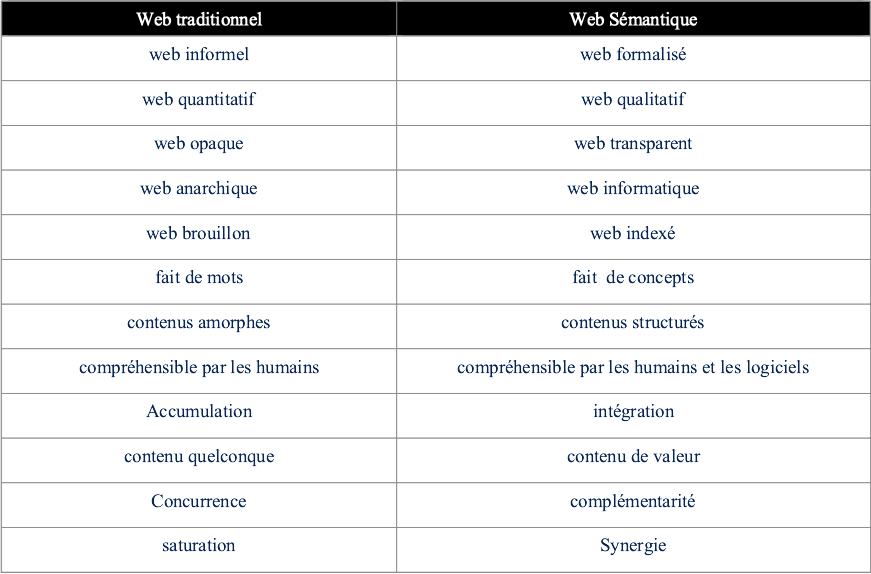 Web traditionnel Web Sémantique
web informel web formalisé
web quantitatif web qualitatif
web opaque web transparent
web anarchique web informatique
web brouillon web indexé
fait de mots fait de concepts
contenus amorphes contenus structurés
compréhensible par les humains compréhensible par les humains et les logiciels
Accumulation intégration
contenu quelconque contenu de valeur
Concurrence complémentarité
saturation Synergie